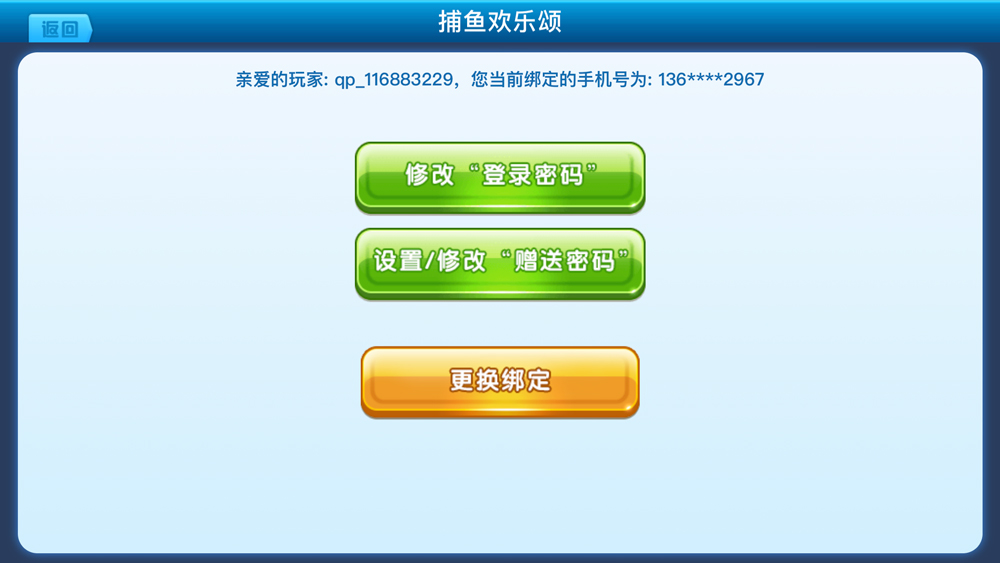 捕鱼欢乐颂
返回
亲爱的玩家: qp_116883229，您当前绑定的手机号为: 136****2967
修改“登录密码”
设置/修改“赠送密码”
更换绑定